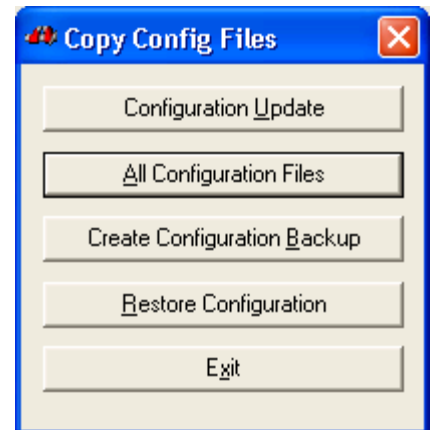 Copy Config Files
Configuration Update
All Configuration Files
Create Configuration Backup
Restore Configuration
Exit